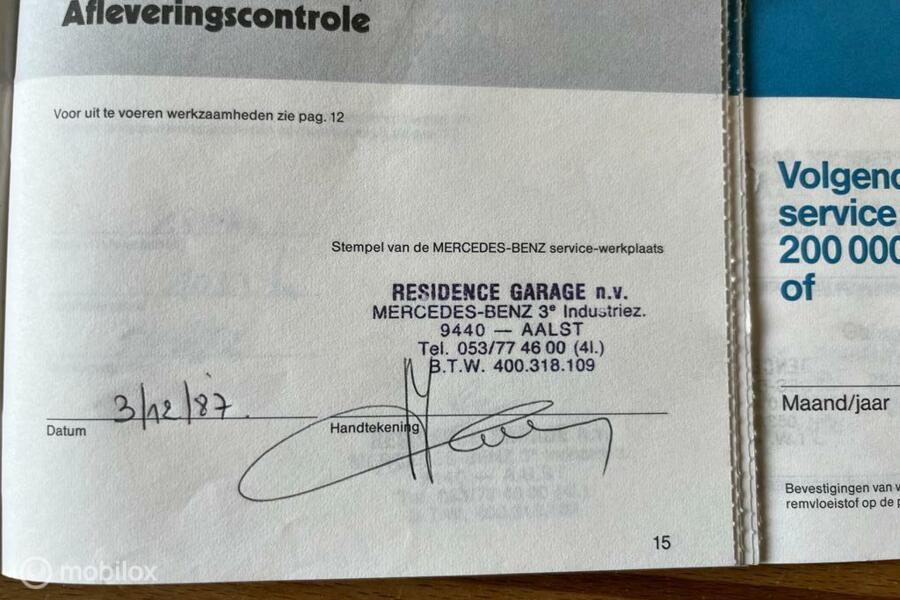 Afleveringscontrole
Voor uit te voeren werkzaamheden zie pag. 12
Stempel van de MERCEDES-BENZ service-werkplaats
RESIDENCE GARAGE n.v.
MERCEDES-BENZ 3e Industriez.
9440 — AALST
Tel. 053/77 46 00 (4l.)
B.T.W. 400.318.109
3/12/87.
Datum
Handtekening
15
Volgend
service
200 000
of
Maand/jaar
Bevestigingen van
remvloeistof op de
mobilox